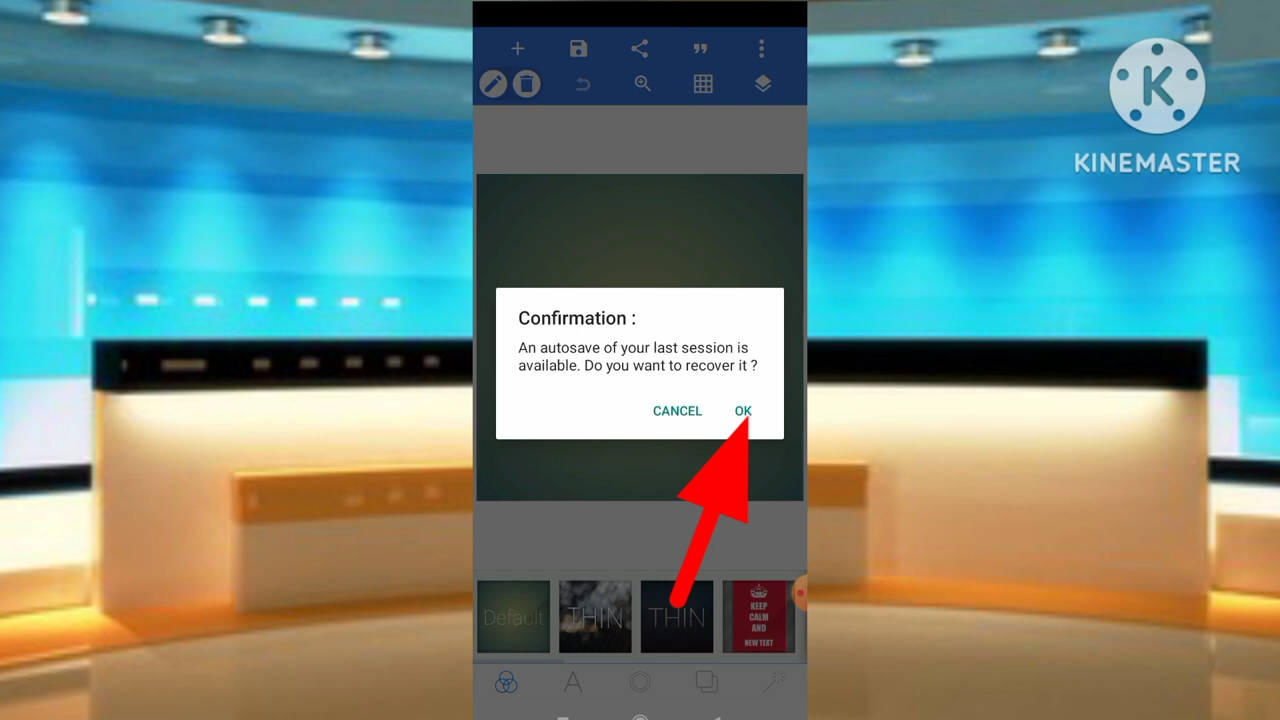 KINEMASTER
Confirmation :
An autosave of your last session is
available. Do you want to recover it ?
CANCEL
OK
Default
THIN
THIN
KEEP
CALM
AND
NEW TEXT